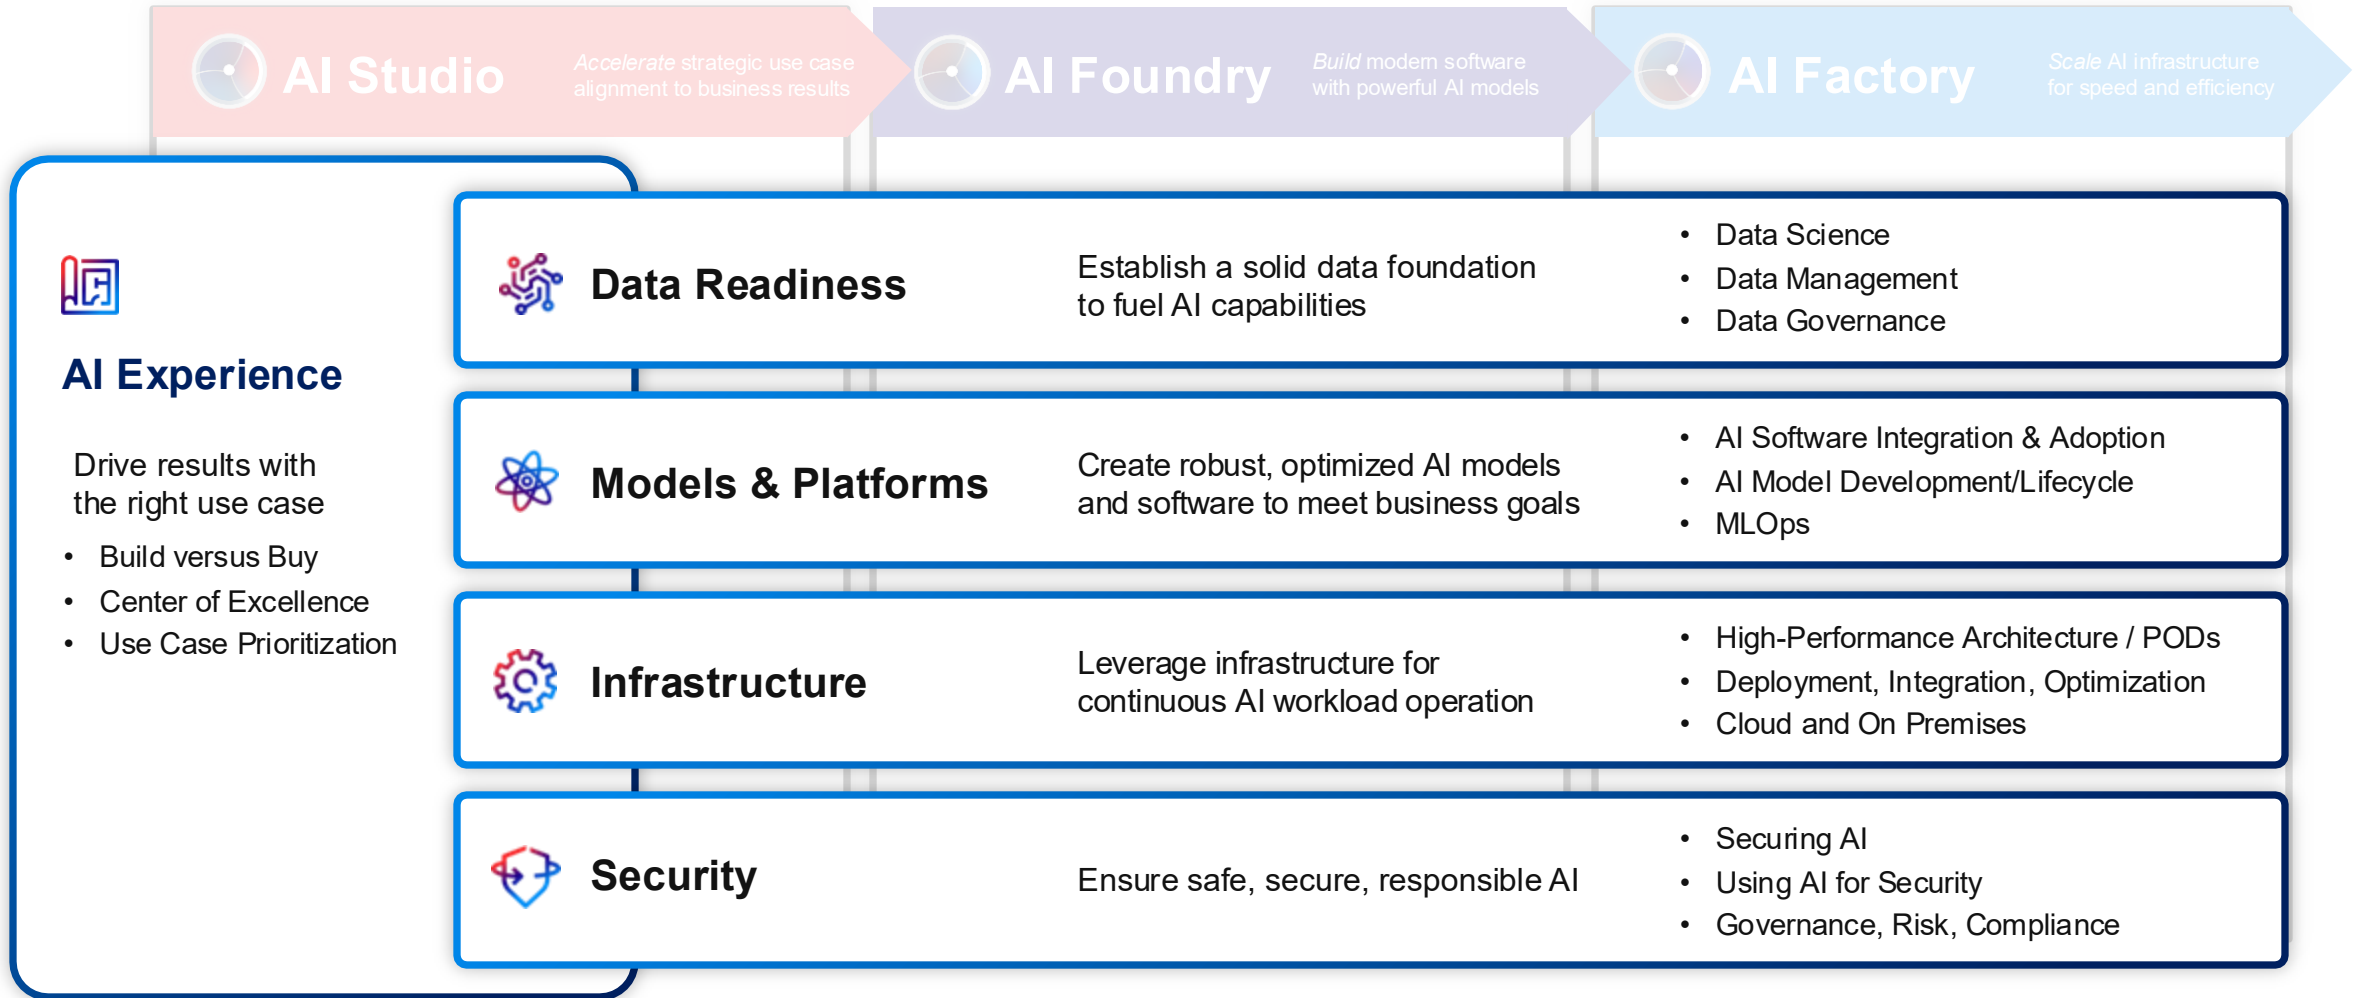 AI Studio
Accelerate strategic use case
alignment to business results
AI Foundry
Build modern software
with powerful AI models
AI Factory
Scale AI infrastructure
for speed and efficiency
AI Experience
Drive results with
the right use case
• Build versus Buy
• Center of Excellence
• Use Case Prioritization
Data Readiness
Establish a solid data foundation
to fuel AI capabilities
• Data Science
• Data Management
• Data Governance
Models & Platforms
Create robust, optimized AI models
and software to meet business goals
• AI Software Integration & Adoption
• AI Model Development/Lifecycle
• MLOps
Infrastructure
Leverage infrastructure for
continuous AI workload operation
• High-Performance Architecture / PODs
• Deployment, Integration, Optimization
• Cloud and On Premises
Security
Ensure safe, secure, responsible AI
• Securing AI
• Using AI for Security
• Governance, Risk, Compliance